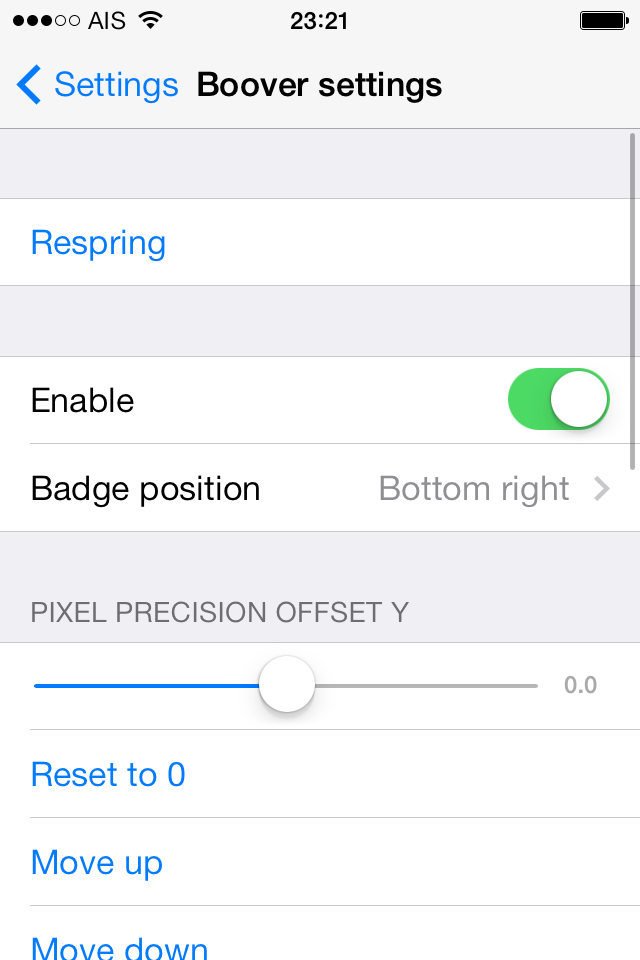 AIS 23:21
Settings Boover settings
Respring
Enable
Badge position Bottom right
PIXEL PRECISION OFFSET Y
0.0
Reset to 0
Move up
Move down